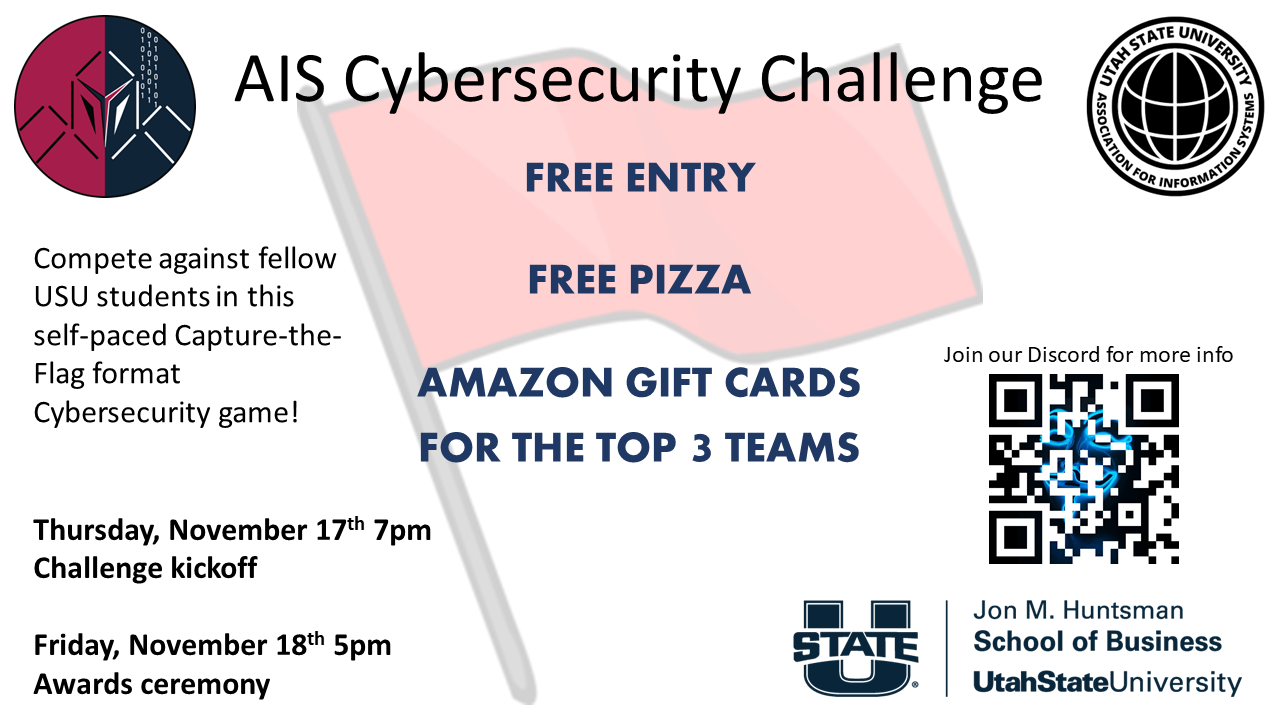 AIS Cybersecurity Challenge
UTAH STATE UNIVERSITY
ASSOCIATION FOR INFORMATION SYSTEMS
FREE ENTRY
FREE PIZZA
AMAZON GIFT CARDS
FOR THE TOP 3 TEAMS
Compete against fellow
USU students in this
self-paced Capture-the-
Flag format
Cybersecurity game!
Thursday, November 17th 7pm
Challenge kickoff
Friday, November 18th 5pm
Awards ceremony
Join our Discord for more info
U
STATE
®
Jon M. Huntsman
School of Business
UtahStateUniversity